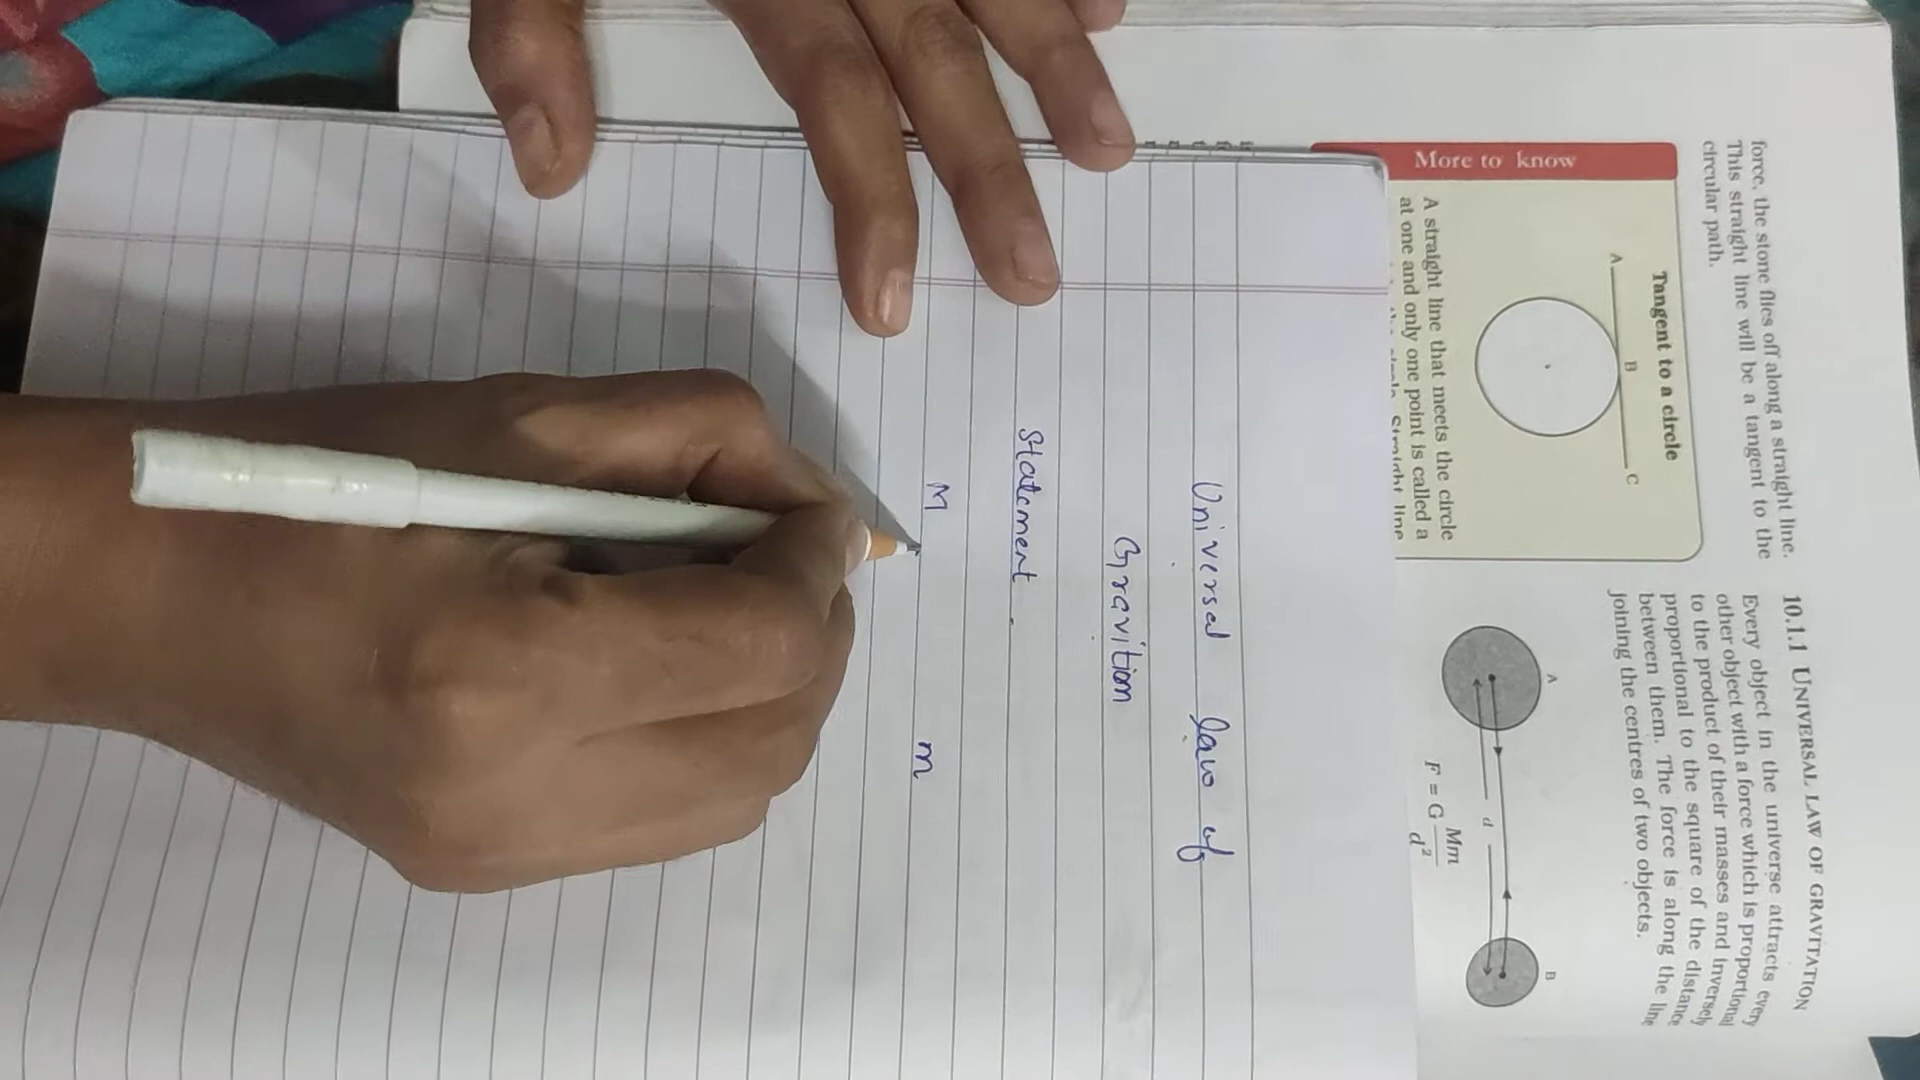 force, the stone flies off along a straight line.
This straight line will be a tangent to the
circular path.
More to know
Tangent to a circle
A
B
C
A straight line that meets the circle
at one and only one point is called a
Straight line
10.1.1 UNIVERSAL LAW OF GRAVITATION
Every object in the universe attracts every
other object with a force which is proportional
to the product of their masses and inversely
proportional to the square of the distance
between them. The force is along the line
joining the centres of two objects.
A
B
d
F = G Mm
d²
Universal law of
Gravition
Statement.
M m